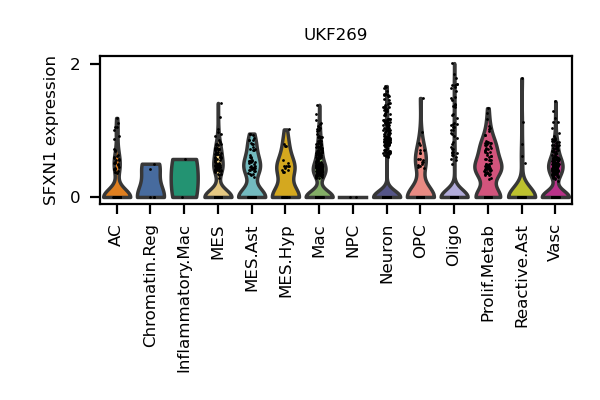 UKF269
SFXN1 expression
2
0
AC
Chromatin.Reg
Inflammatory.Mac
MES
MES.Ast
MES.Hyp
Mac
NPC
Neuron
OPC
Oligo
Prolif.Metab
Reactive.Ast
Vasc